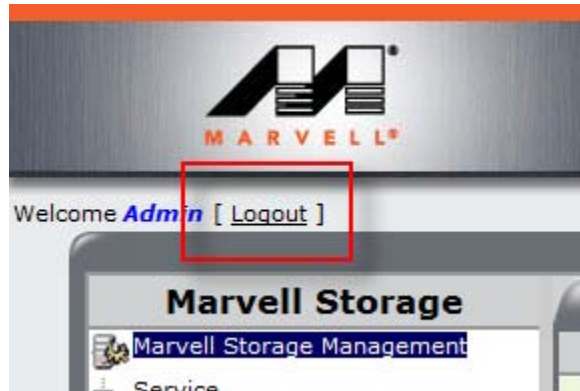 MARVELL®
Welcome Admin [ Logout ]
Marvell Storage
Marvell Storage Management
Service